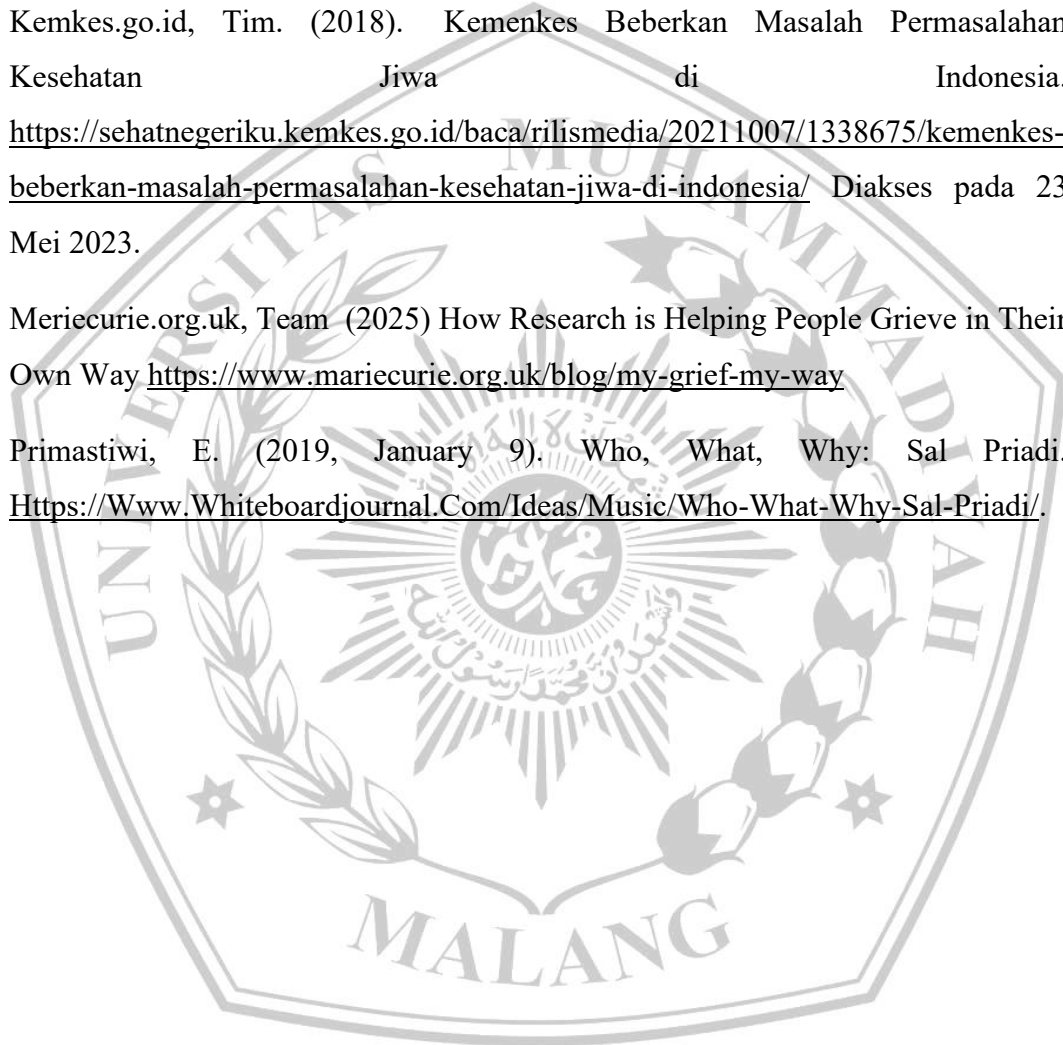 Kemkes.go.id, Tim. (2018). Kemenkes Beberkan Masalah Permasalahan
Kesehatan Jiwa di Indonesia.
https://sehatnegeriku.kemkes.go.id/baca/rilismedia/20211007/1338675/kemenkes-
beberkan-masalah-permasalahan-kesehatan-jiwa-di-indonesia/ Diakses pada 23
Mei 2023.
Meriecurie.org.uk, Team (2025) How Research is Helping People Grieve in Their
Own Way https://www.mariecurie.org.uk/blog/my-grief-my-way
Primastiwi, E. (2019, January 9). Who, What, Why: Sal Priadi.
Https://Www.Whiteboardjournal.Com/Ideas/Music/Who-What-Why-Sal-Priadi/.
UNIVERSITAS MUHAMMADIYAH
MALANG